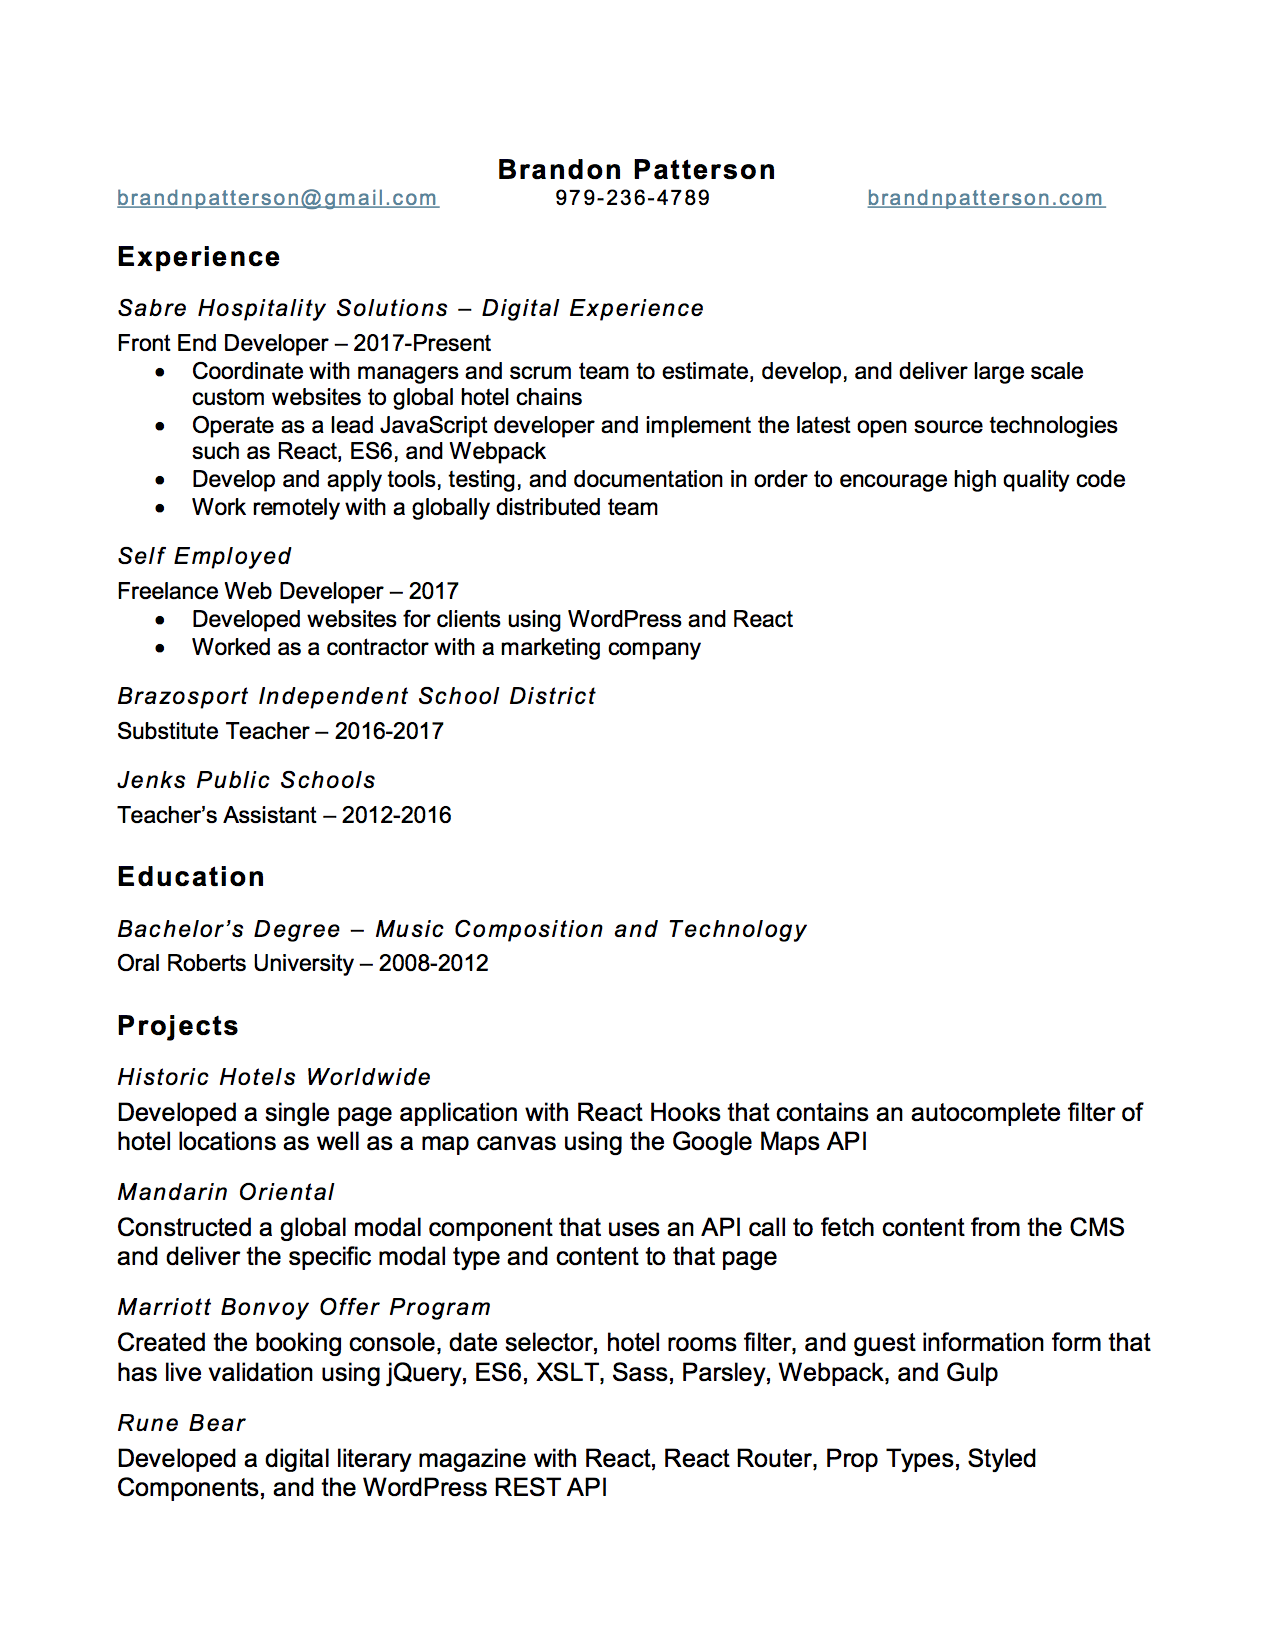 Brandon Patterson
brandnpatterson@gmail.com 979-236-4789 brandnpatterson.com
Experience
Sabre Hospitality Solutions – Digital Experience
Front End Developer – 2017-Present
• Coordinate with managers and scrum team to estimate, develop, and deliver large scale
custom websites to global hotel chains
• Operate as a lead JavaScript developer and implement the latest open source technologies
such as React, ES6, and Webpack
• Develop and apply tools, testing, and documentation in order to encourage high quality code
• Work remotely with a globally distributed team
Self Employed
Freelance Web Developer – 2017
• Developed websites for clients using WordPress and React
• Worked as a contractor with a marketing company
Brazosport Independent School District
Substitute Teacher – 2016-2017
Jenks Public Schools
Teacher’s Assistant – 2012-2016
Education
Bachelor’s Degree – Music Composition and Technology
Oral Roberts University – 2008-2012
Projects
Historic Hotels Worldwide
Developed a single page application with React Hooks that contains an autocomplete filter of
hotel locations as well as a map canvas using the Google Maps API
Mandarin Oriental
Constructed a global modal component that uses an API call to fetch content from the CMS
and deliver the specific modal type and content to that page
Marriott Bonvoy Offer Program
Created the booking console, date selector, hotel rooms filter, and guest information form that
has live validation using jQuery, ES6, XSLT, Sass, Parsley, Webpack, and Gulp
Rune Bear
Developed a digital literary magazine with React, React Router, Prop Types, Styled
Components, and the WordPress REST API